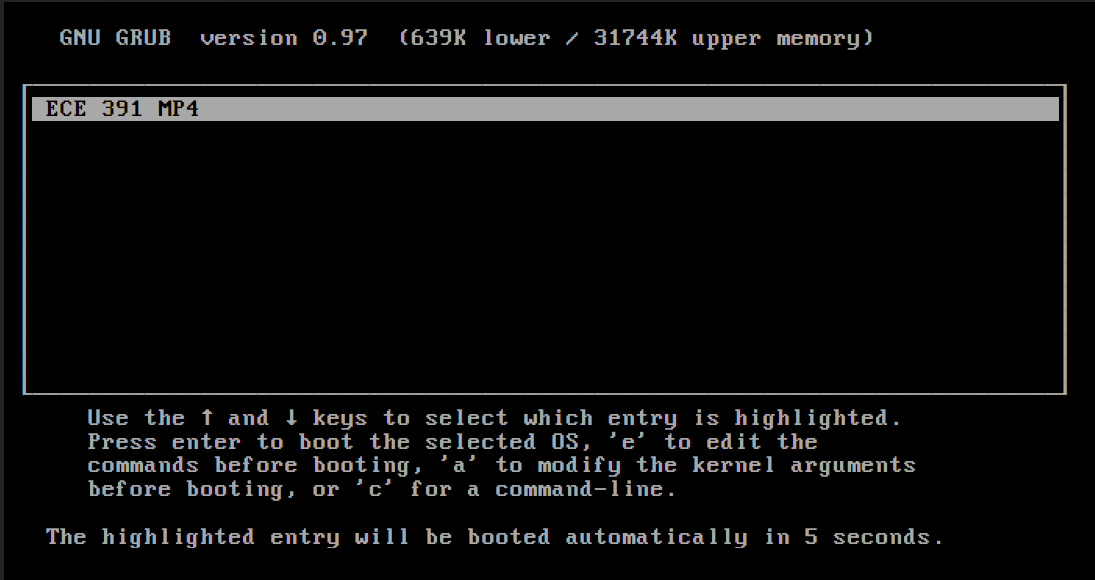 GNU GRUB version 0.97 (639K lower / 31744K upper memory)
ECE 391 MP4
Use the ↑ and ↓ keys to select which entry is highlighted.
Press enter to boot the selected OS, 'e' to edit the
commands before booting, 'a' to modify the kernel arguments
before booting, or 'c' for a command-line.
The highlighted entry will be booted automatically in 5 seconds.